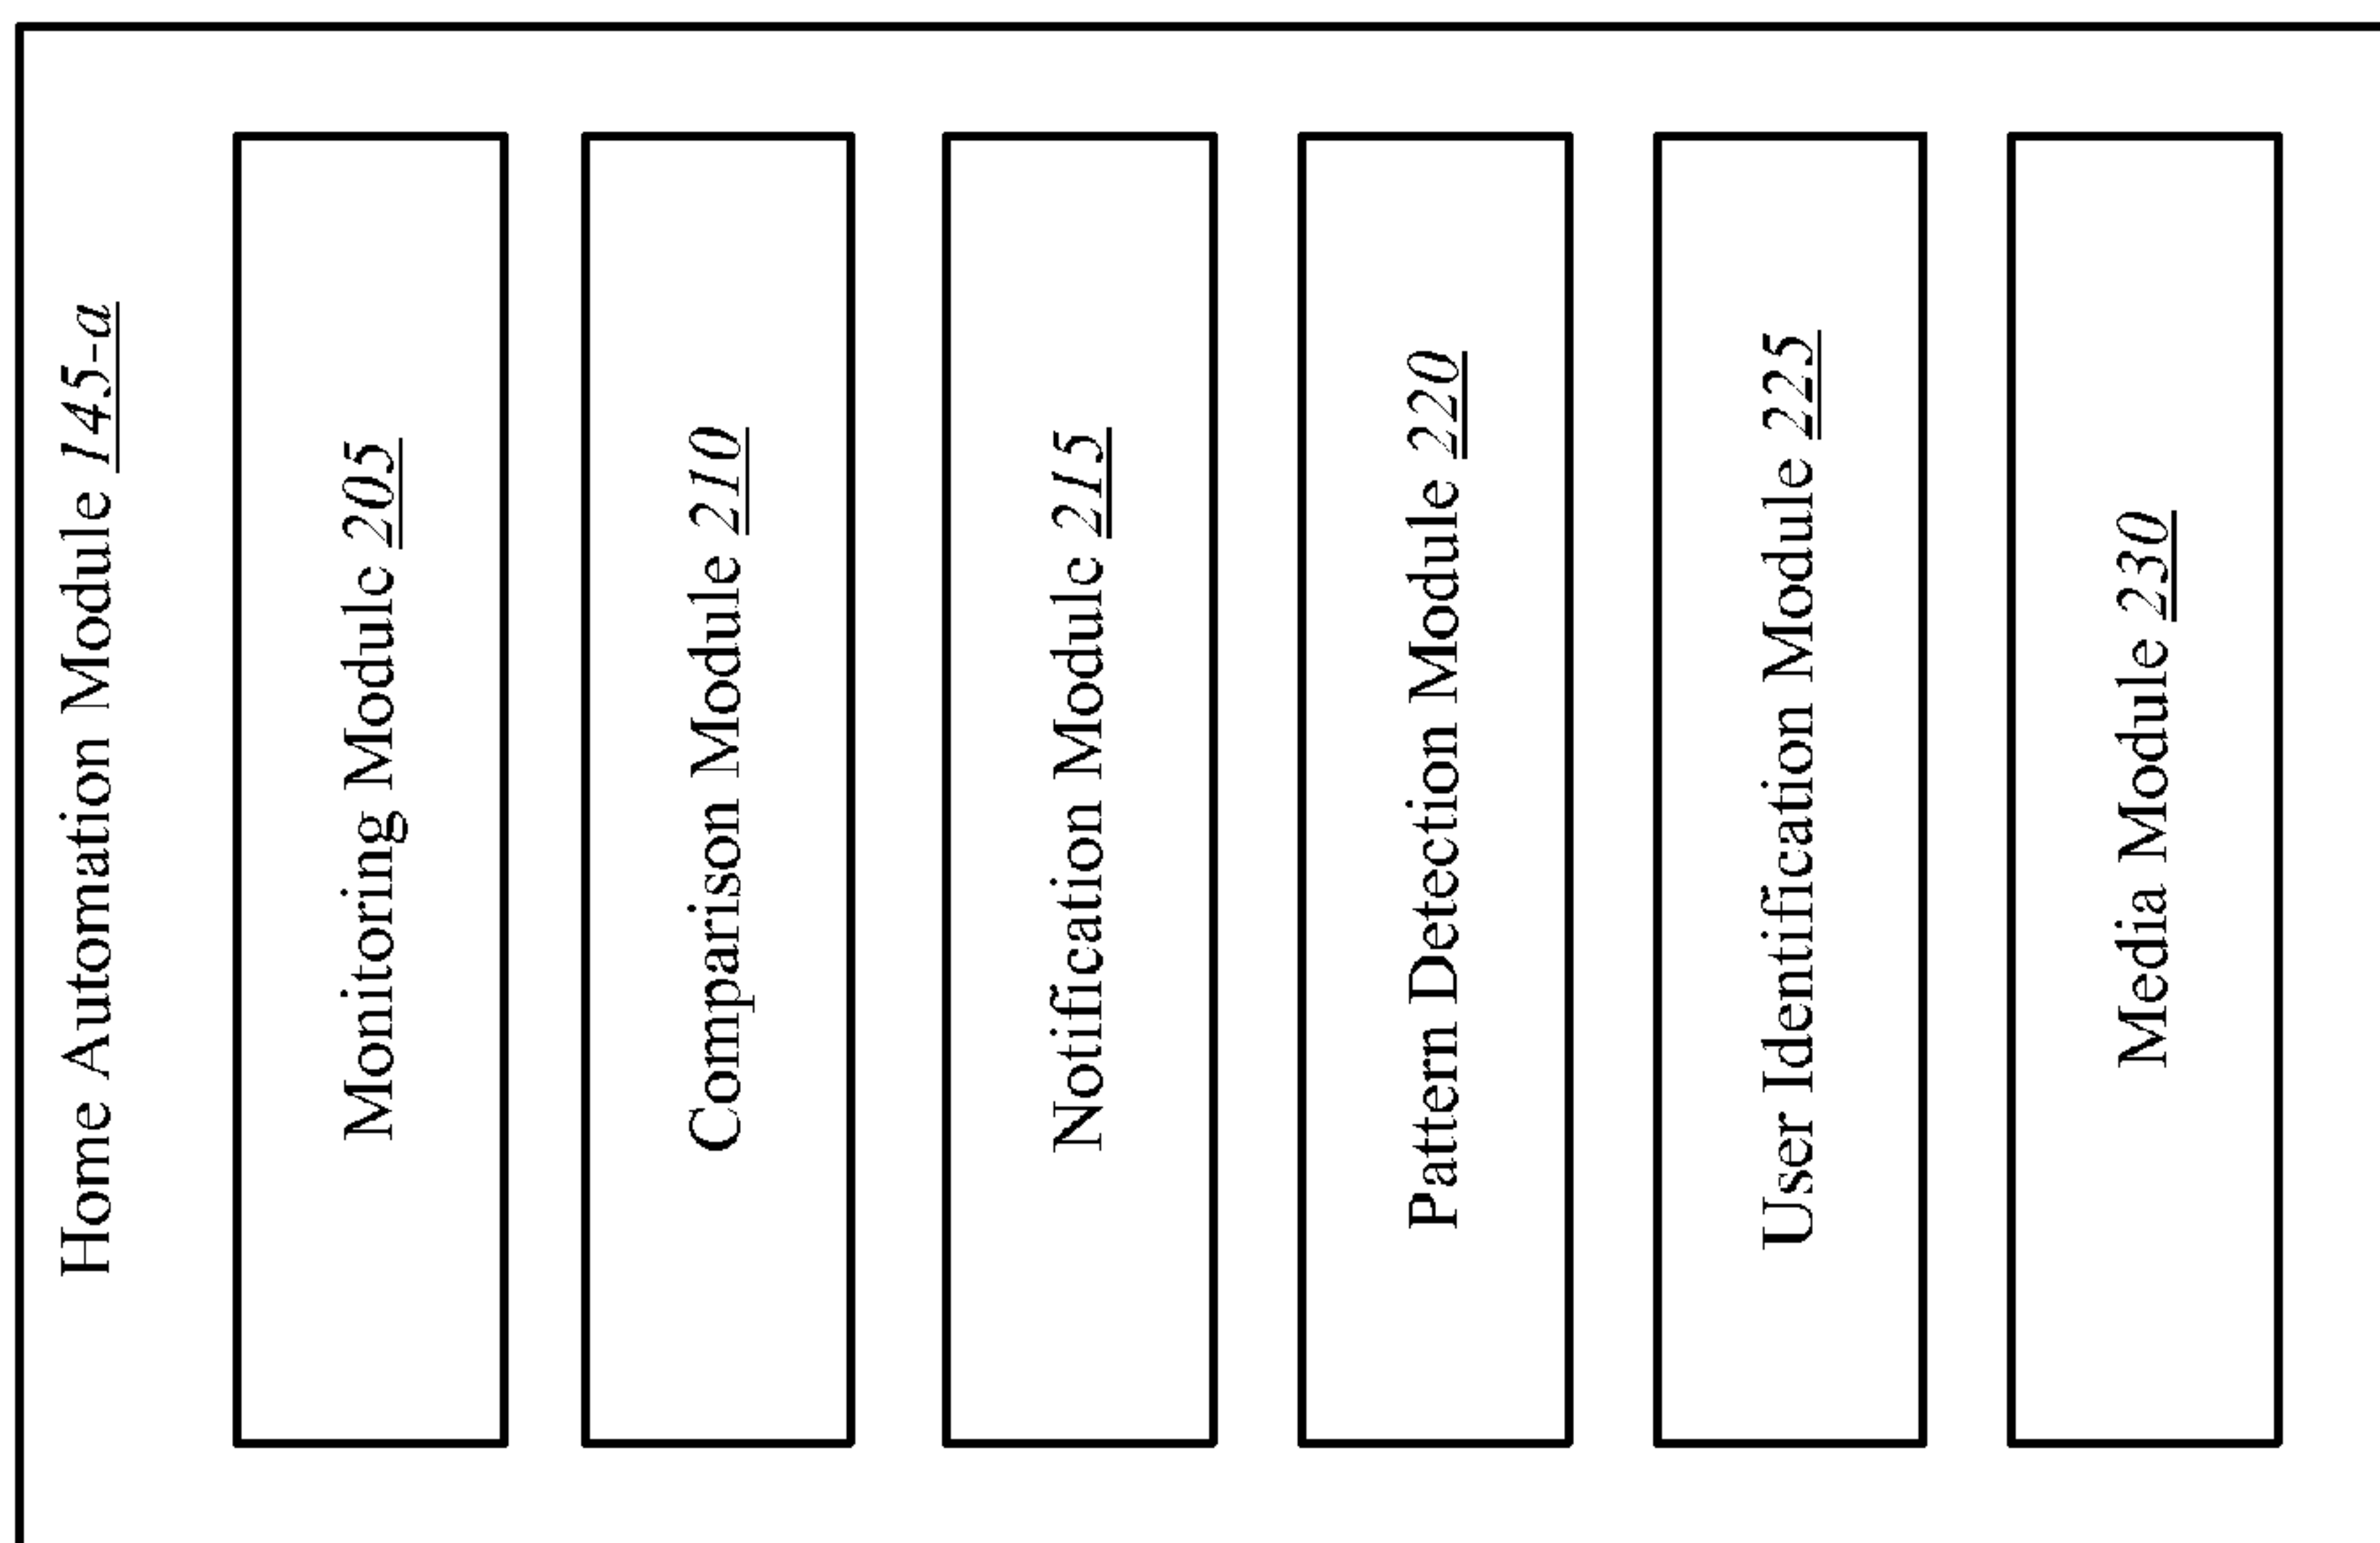 Home Automation Module 145-a
Monitoring Module 205
Comparison Module 210
Notification Module 215
Pattern Detection Module 220
User Identification Module 225
Media Module 230